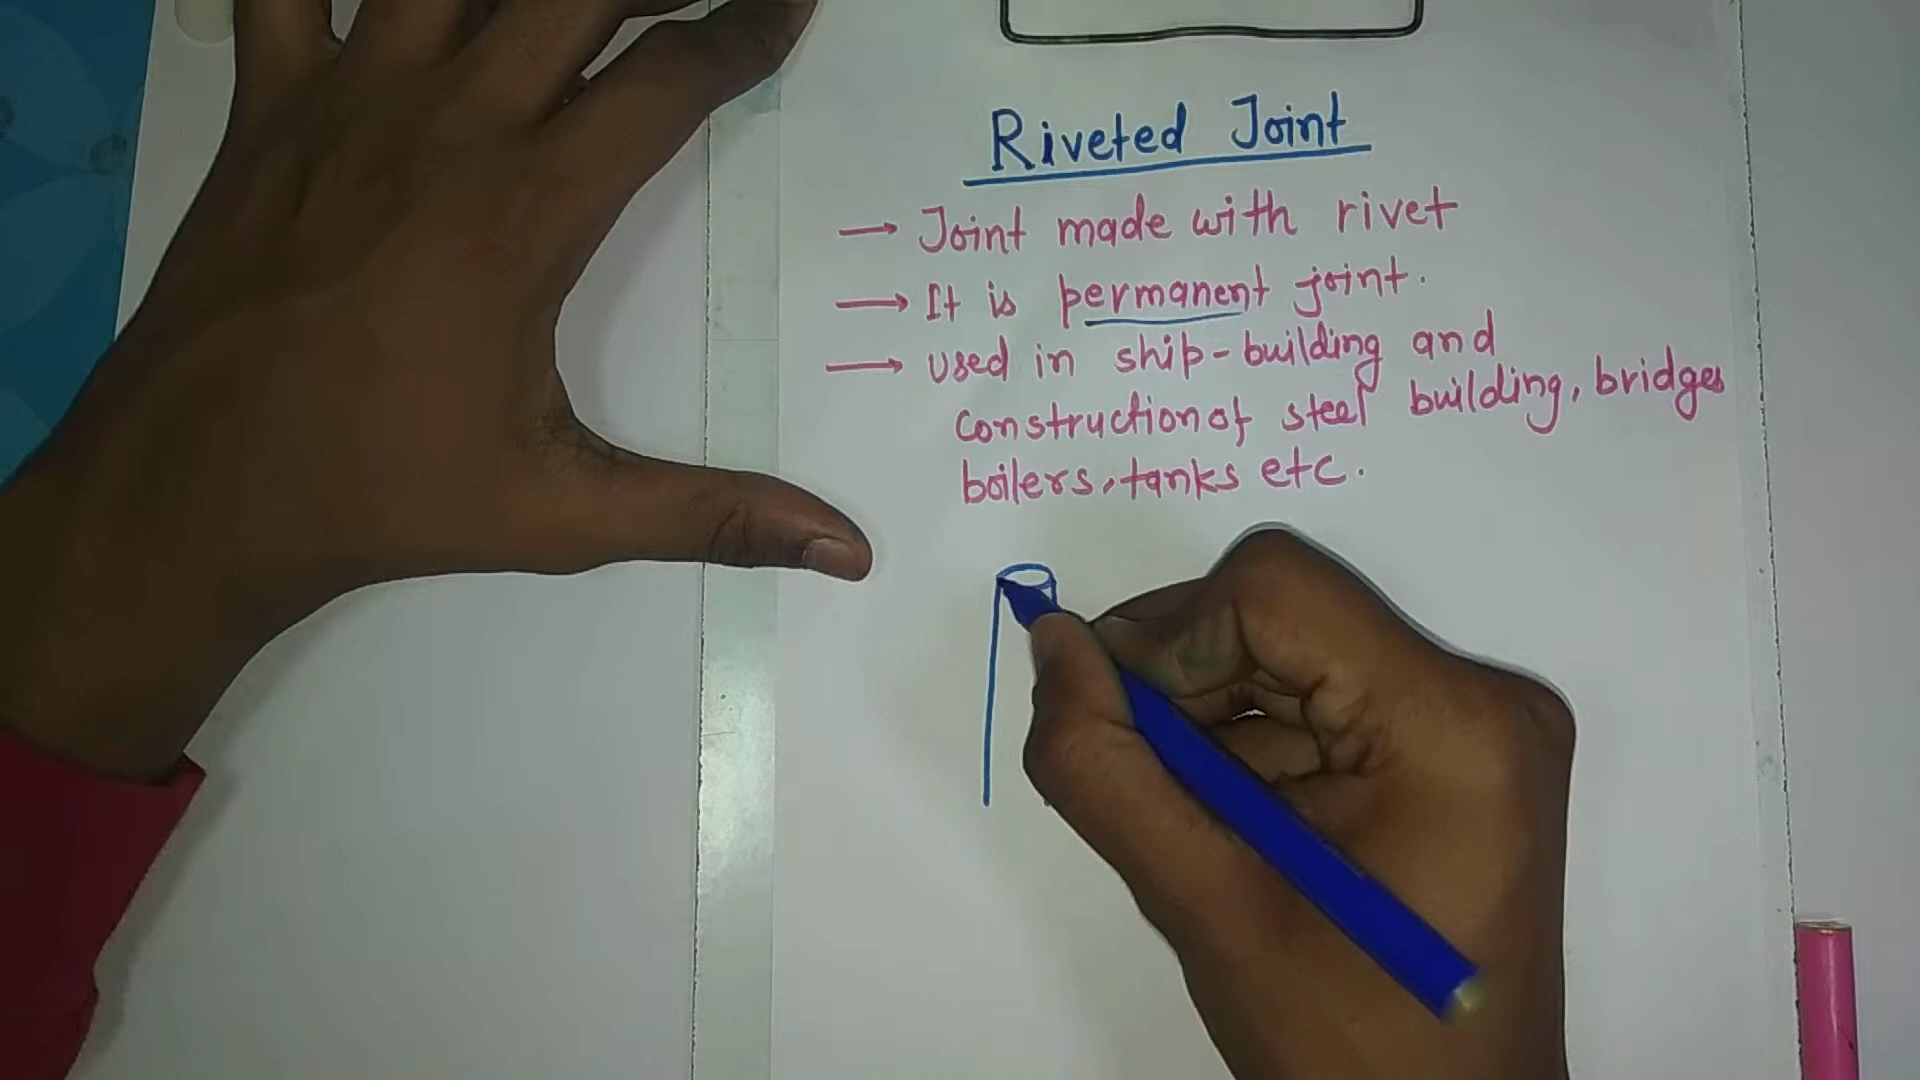 Riveted Joint
→ Joint made with rivet
→ It is permanent joint.
→ used in ship-building and
construction of steel building, bridges
boilers, tanks etc.